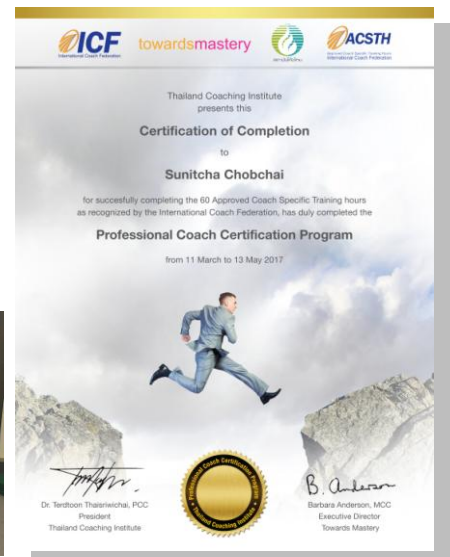 ICF
International Coach Federation
towardsmastery
ACSTH
Approved Coach Specific Training Hours
International Coach Federation
Thailand Coaching Institute
presents this
Certification of Completion
to
Sunitcha Chobchai
for succesfully completing the 60 Approved Coach Specific Training hours
as recognized by the International Coach Federation, has duly completed the
Professional Coach Certification Program
from 11 March to 13 May 2017
B. Anderson
Dr. Terdtoon Thaisriwichai, PCC
President
Thailand Coaching Institute
Professional Coach Certification Program
Thailand Coaching Institute
Barbara Anderson, MCC
Executive Director
Towards Mastery